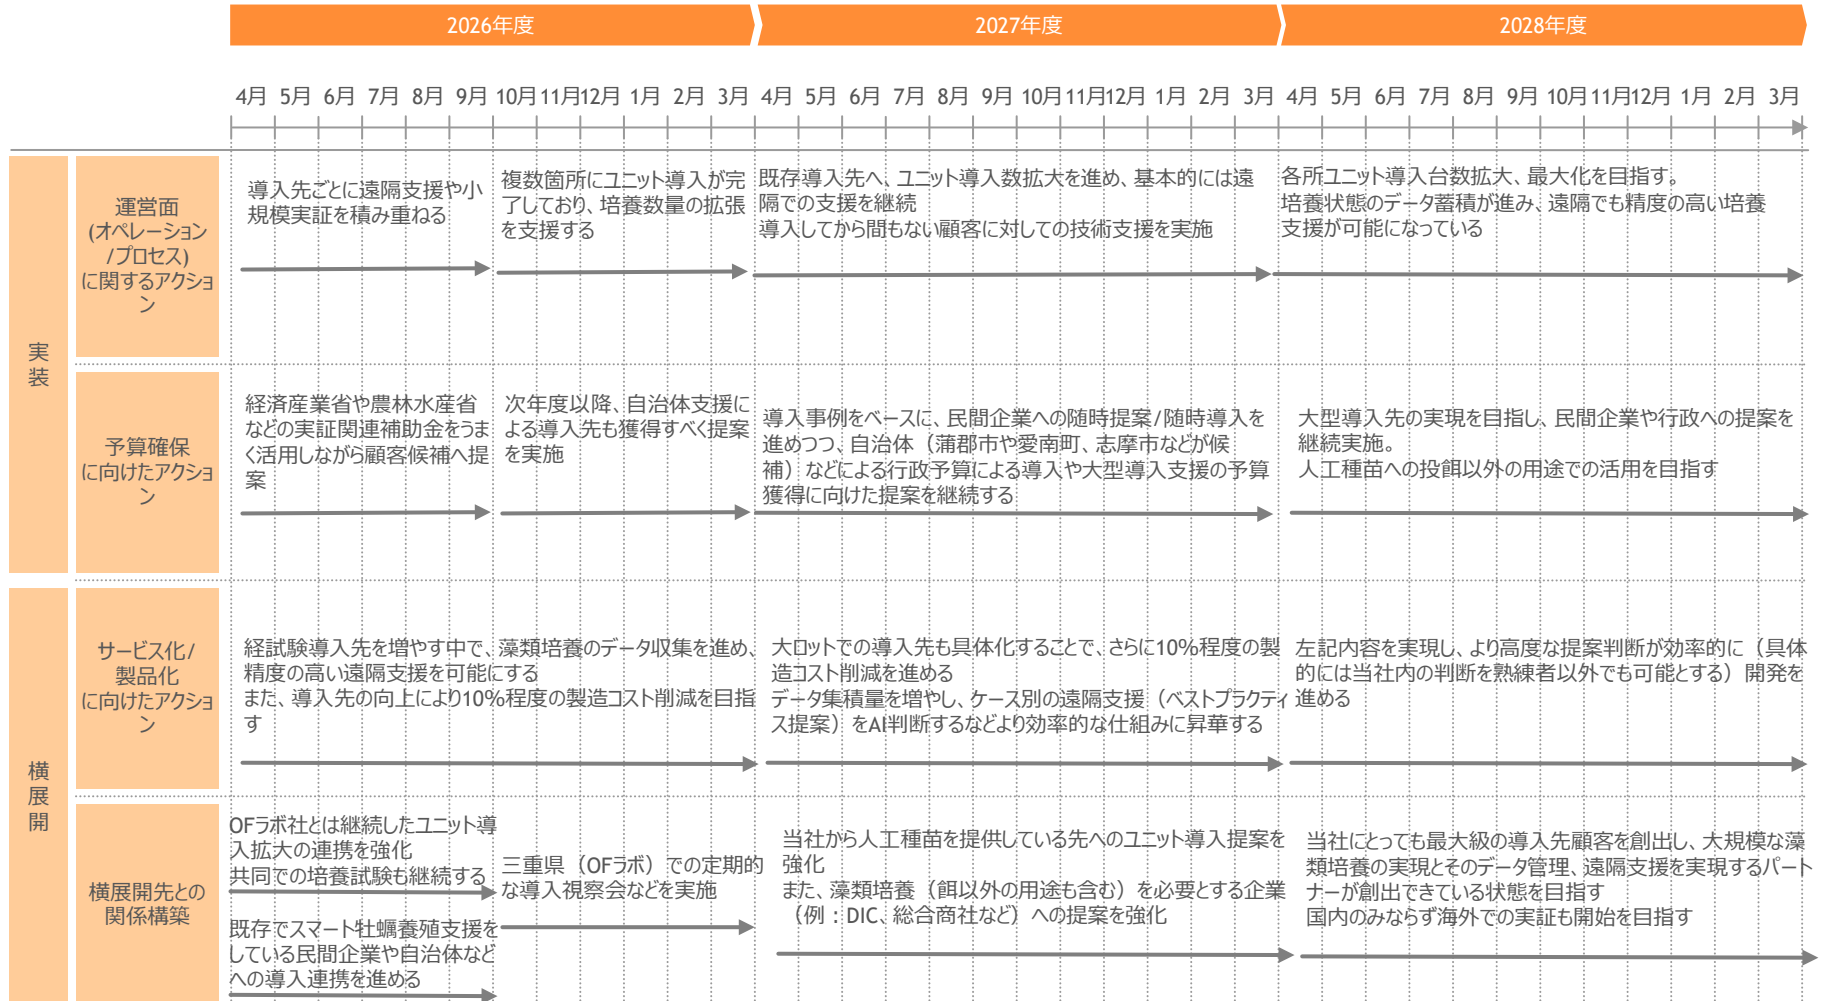 2026年度
2027年度
2028年度
4月 5月 6月 7月 8月 9月 10月 11月 12月 1月 2月 3月 4月 5月 6月 7月 8月 9月 10月 11月 12月 1月 2月 3月 4月 5月 6月 7月 8月 9月 10月 11月 12月 1月 2月 3月
実
装
運営面
(オペレーション
/プロセス)
に関するアクショ
ン
導入先ごとに遠隔支援や小
規模実証を積み重ねる
複数箇所にユニット導入が完
了しており、培養数量の拡張
を支援する
既存導入先へ、ユニット導入数拡大を進め、基本的には遠
隔での支援を継続
導入してから間もない顧客に対しての技術支援を実施
各所ユニット導入台数拡大、最大化を目指す。
培養状態のデータ蓄積が進み、遠隔でも精度の高い培養
支援が可能になっている
予算確保
に向けたアクショ
ン
経済産業省や農林水産省
などの実証関連補助金をうま
く活用しながら顧客候補へ提
案
次年度以降、自治体支援に
よる導入先も獲得すべく提案
を実施
導入事例をベースに、民間企業への随時提案/随時導入を
進めつつ、自治体（蒲郡市や愛南町、志摩市などが候
補）などによる行政予算による導入や大型導入支援の予算
獲得に向けた提案を継続する
大型導入先の実現を目指し、民間企業や行政への提案を
継続実施。
人工種苗への投餌以外の用途での活用を目指す
横
展
開
サービス化/
製品化
に向けたアクショ
ン
経試験導入先を増やす中で、藻類培養のデータ収集を進め、
精度の高い遠隔支援を可能にする
また、導入先の向上により10%程度の製造コスト削減を目指
す
大ロットでの導入先も具体化することで、さらに10%程度の製
造コスト削減を進める
データ集積量を増やし、ケース別の遠隔支援（ベストプラクティ
ス提案）をAI判断するなどより効率的な仕組みに昇華する
左記内容を実現し、より高度な提案判断が効率的に（具体
的には当社内の判断を熟練者以外でも可能とする）開発を
進める
横展開先との
関係構築
OFラボ社とは継続したユニット導
入拡大の連携を強化
共同での培養試験も継続する
既存でスマート牡蠣養殖支援を
している民間企業や自治体など
への導入連携を進める
三重県（OFラボ）での定期的
な導入視察会などを実施
当社から人工種苗を提供している先へのユニット導入提案を
強化
また、藻類培養（餌以外の用途も含む）を必要とする企業
（例：DIC、総合商社など）への提案を強化
当社にとっても最大級の導入先顧客を創出し、大規模な藻
類培養の実現とそのデータ管理、遠隔支援を実現するパート
ナーが創出できている状態を目指す
国内のみならず海外での実証も開始を目指す